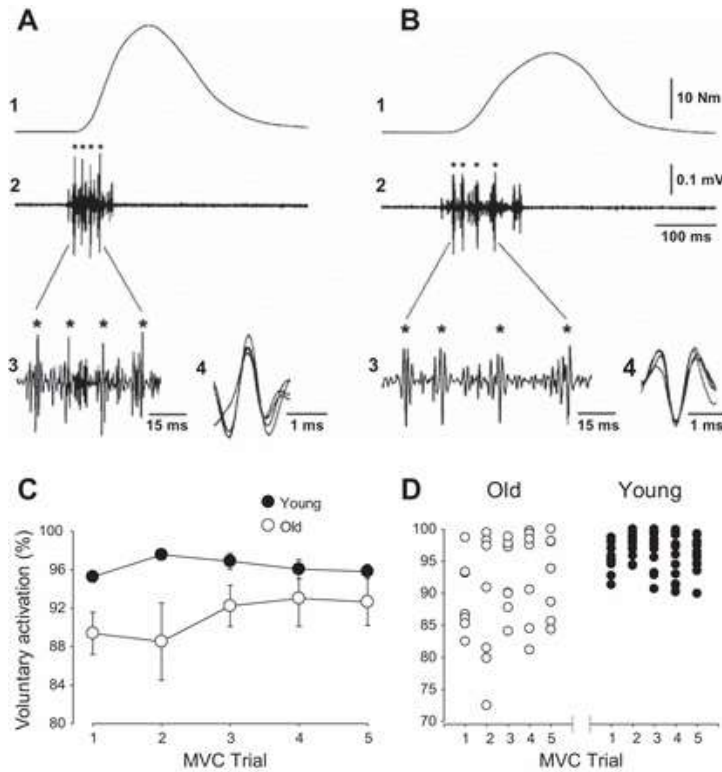 A
B
1
1
10 Nm
* * * *
* * * *
2
2
0.1 mV
100 ms
* * * *
* * * *
3
4
3
4
15 ms
1 ms
15 ms
1 ms
C
D
Old
Young
Young
Old
Voluntary activation (%)
100
96
92
88
84
80
1 2 3 4 5
MVC Trial
100
95
90
85
80
75
70
1 2 3 4 5
1 2 3 4 5
MVC Trial